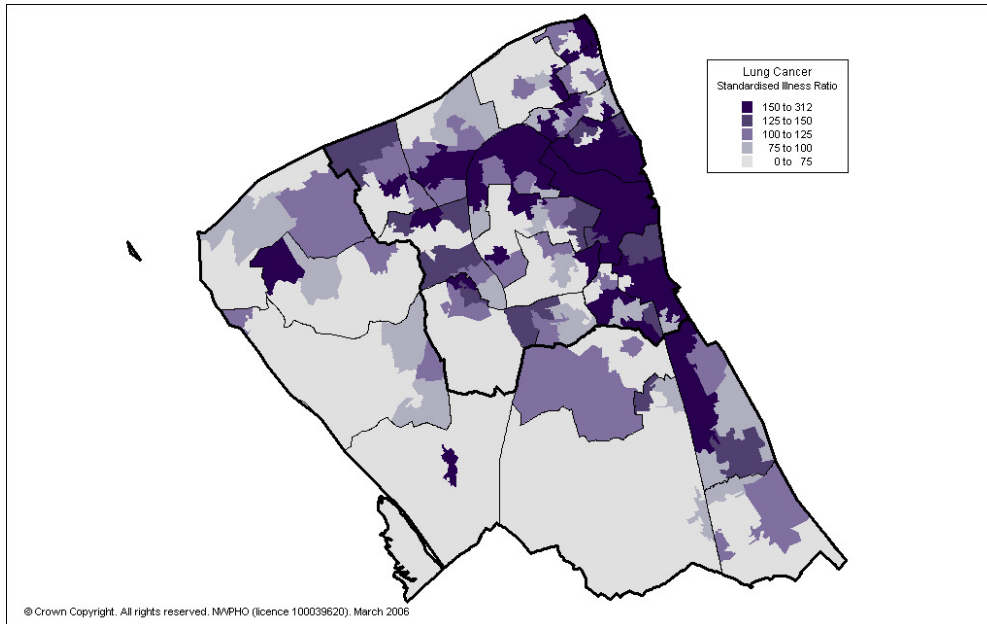 Lung Cancer
Standardised Illness Ratio
150 to 312
125 to 150
100 to 125
75 to 100
0 to 75
© Crown Copyright. All rights reserved. NWPHO (licence 100039620). March 2006